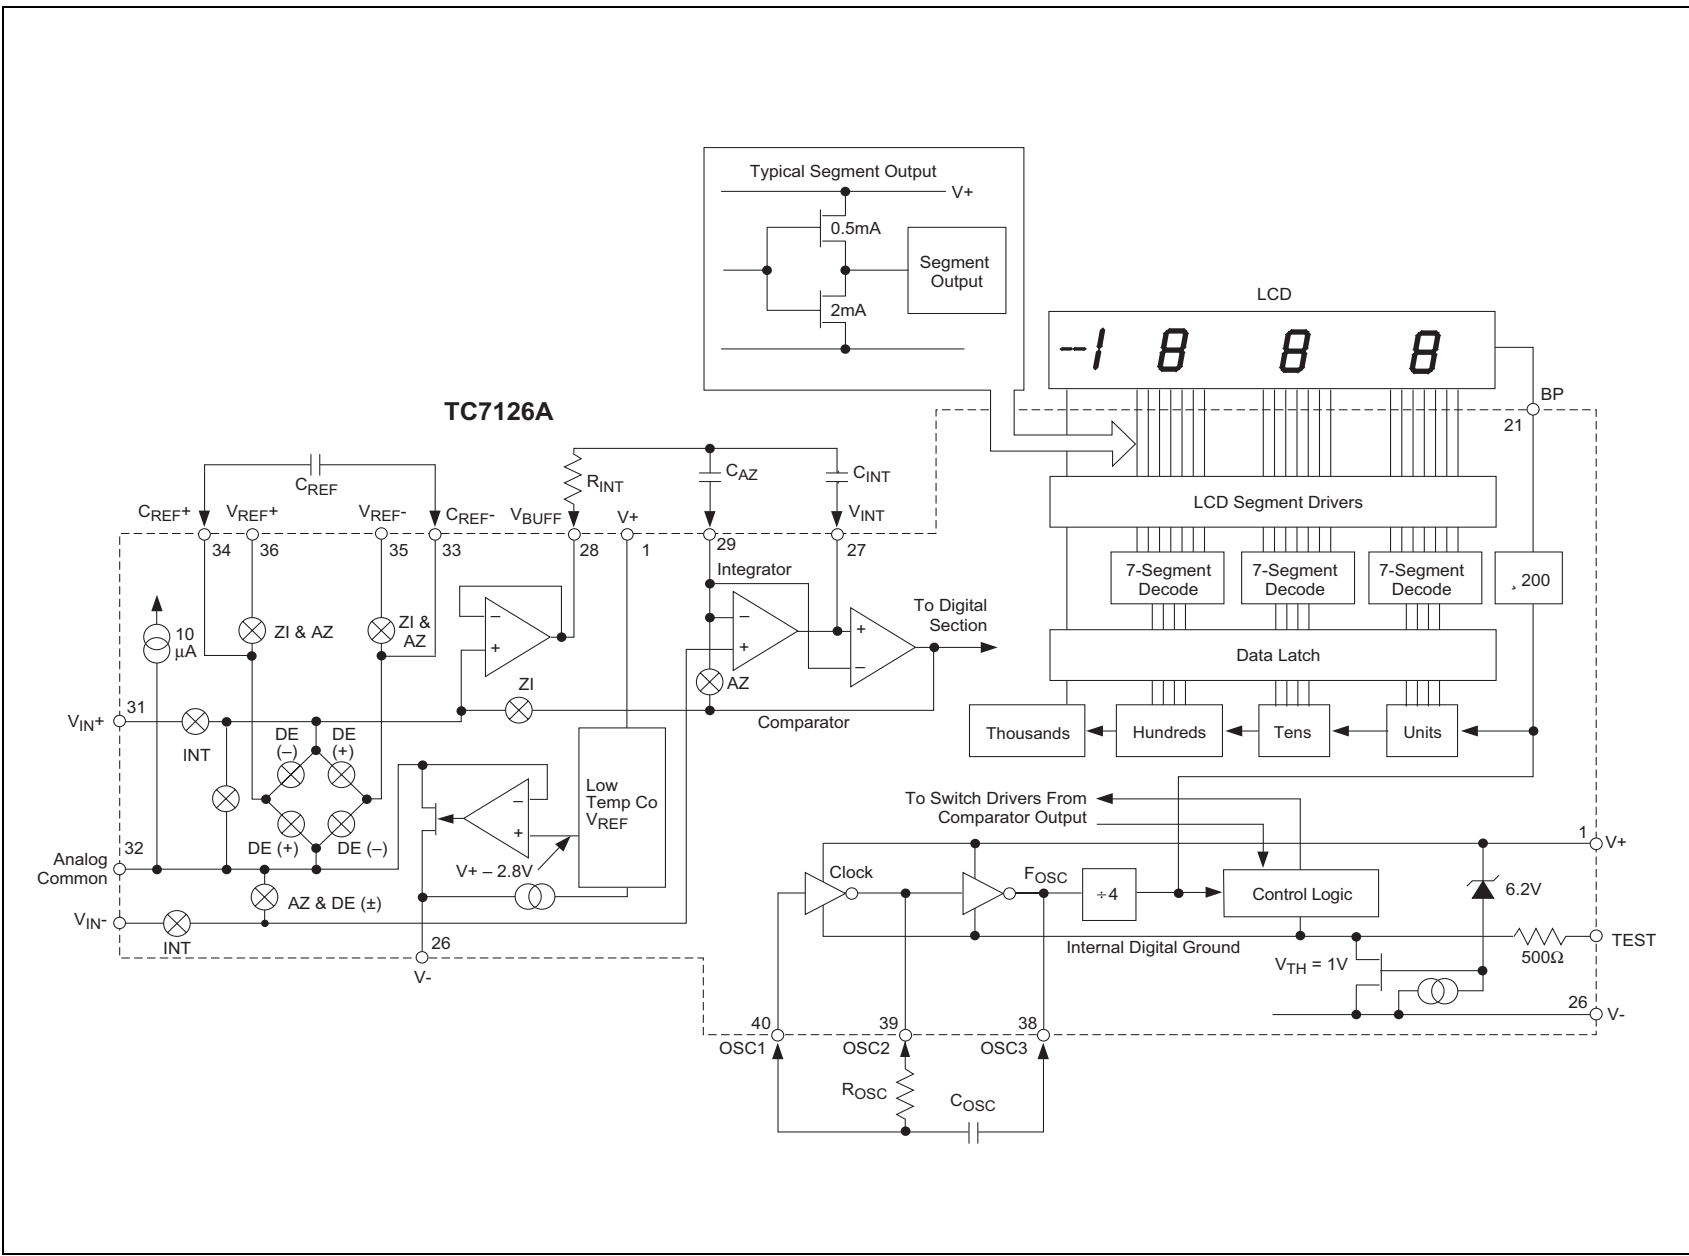 Typical Segment Output
V+
0.5mA
Segment
Output
2mA
LCD
–1 8 8 8
BP
21
TC7126A
CREF
RINT
CAZ
CINT
CREF+
VREF+
VREF-
CREF-
VBUFF
V+
VINT
34
36
35
33
28
1
29
27
LCD Segment Drivers
7-Segment
Decode
7-Segment
Decode
7-Segment
Decode
¸ 200
Data Latch
Thousands
Hundreds
Tens
Units
Integrator
To Digital
Section
10
µA
ZI & AZ
ZI &
AZ
–
+
–
+
+
–
AZ
ZI
Comparator
31
VIN+
INT
DE
(–)
DE
(+)
DE (+)
DE (–)
Low
Temp Co
VREF
–
+
V+ – 2.8V
32
Analog
Common
AZ & DE (±)
VIN-
INT
26
V-
To Switch Drivers From
Comparator Output
1
V+
Clock
FOSC
÷4
Control Logic
6.2V
Internal Digital Ground
TEST
500Ω
VTH = 1V
26
V-
40
39
38
OSC1
OSC2
OSC3
ROSC
COSC